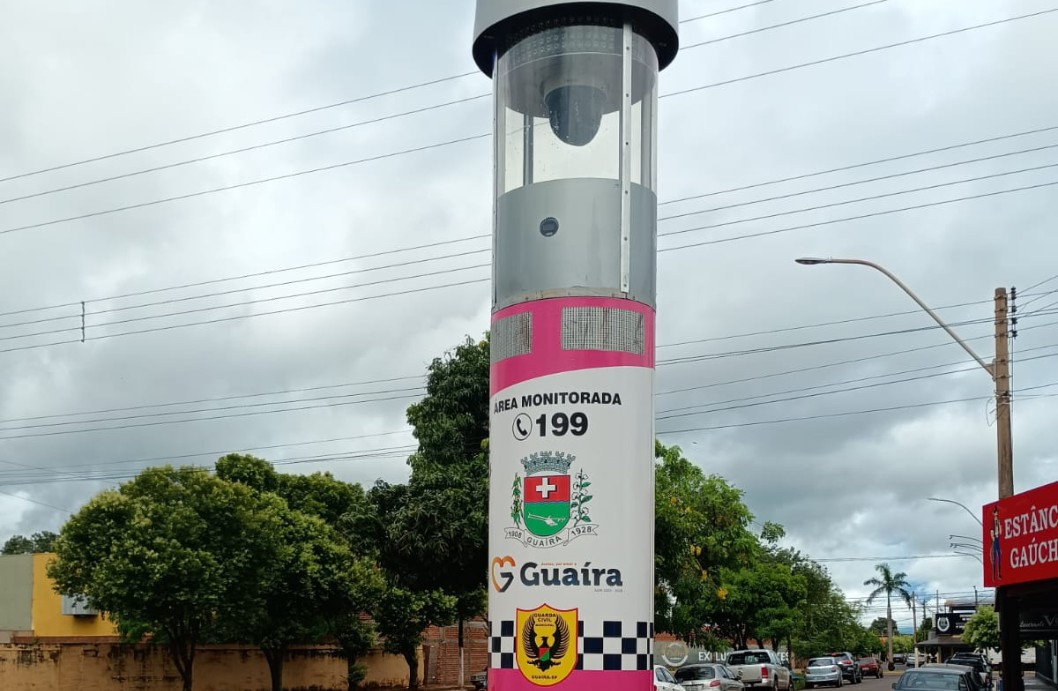 ÁREA MONITORADA
199
1908 GUAÍRA 1928
Guaíra
GUARDA CIVIL
GUAÍRA-SP
ESTÂNC
GAÚCH